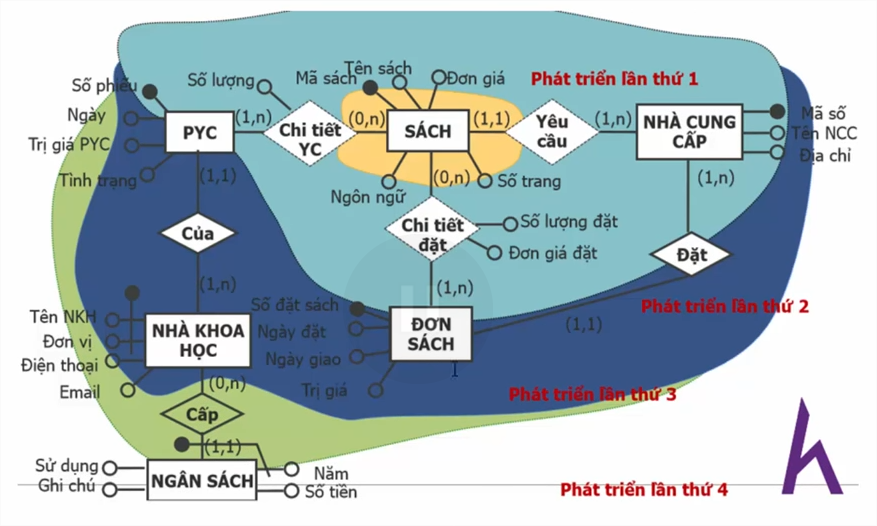 Phát triển lần thứ 1
Số phiếu
Số lượng
Mã sách
Tên sách
Đơn giá
Ngày
PYC
(1,n)
Chi tiết
YC
(0,n)
SÁCH
(1,1)
Yêu
cầu
(1,n)
NHÀ CUNG
CẤP
Mã số
Tên NCC
Địa chỉ
Trị giá PYC
Tình trạng
(1,1)
Ngôn ngữ
(0,n)
Số trang
(1,n)
Của
Chi tiết
đặt
Số lượng đặt
Đơn giá đặt
Đặt
(1,n)
(1,n)
Số đặt sách
Phát triển lần thứ 2
Tên NKH
Đơn vị
Điện thoại
Email
NHÀ KHOA
HỌC
Ngày đặt
Ngày giao
Trị giá
ĐƠN
SÁCH
(1,1)
(0,n)
Phát triển lần thứ 3
Cấp
(1,1)
Sử dụng
Ghi chú
NGÂN SÁCH
Năm
Số tiền
Phát triển lần thứ 4